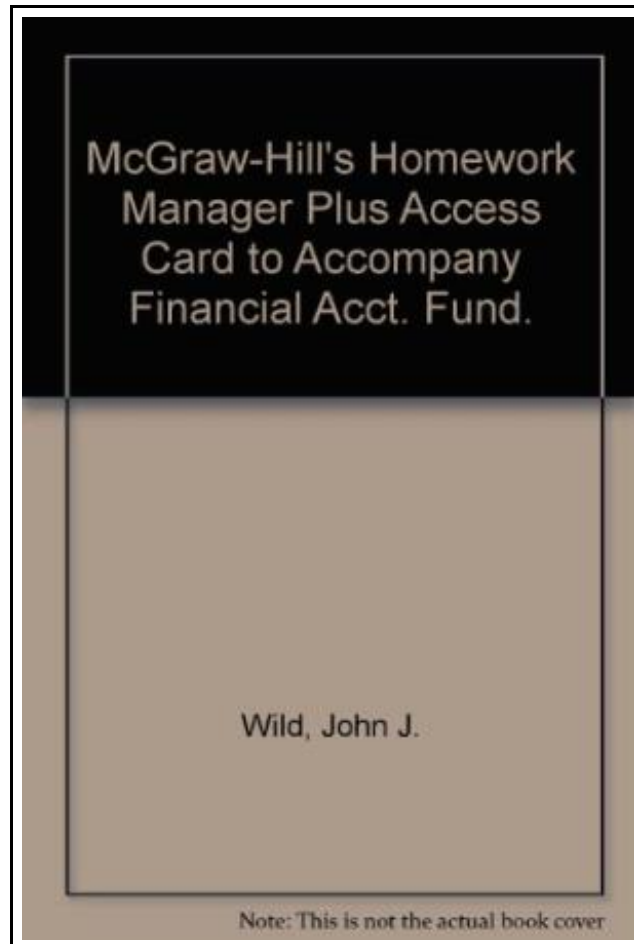 McGraw-Hill's Homework
Manager Plus Access
Card to Accompany
Financial Acct. Fund.
Wild, John J.
Note: This is not the actual book cover